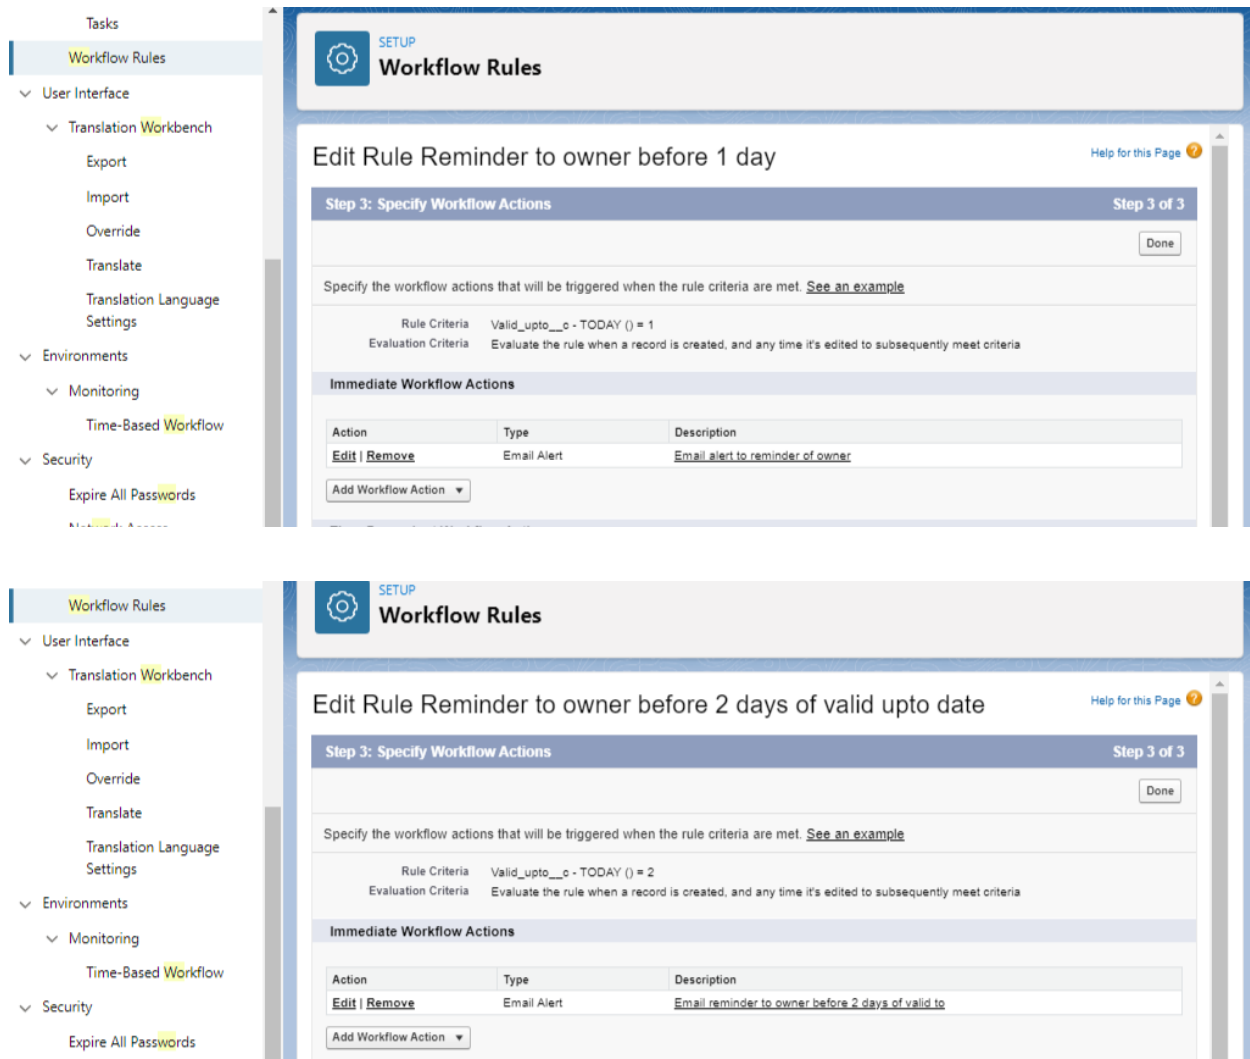 Tasks
Workflow Rules
User Interface
Translation Workbench
Export
Import
Override
Translate
Translation Language
Settings
Environments
Monitoring
Time-Based Workflow
Security
Expire All Passwords
SETUP
Workflow Rules
Edit Rule Reminder to owner before 1 day
Help for this Page ?
Step 3: Specify Workflow Actions Step 3 of 3
Done
Specify the workflow actions that will be triggered when the rule criteria are met. See an example
Rule Criteria Valid_upto__c - TODAY () = 1
Evaluation Criteria Evaluate the rule when a record is created, and any time it's edited to subsequently meet criteria
Immediate Workflow Actions
Action Type Description
Edit | Remove Email Alert Email alert to reminder of owner
Add Workflow Action
Workflow Rules
User Interface
Translation Workbench
Export
Import
Override
Translate
Translation Language
Settings
Environments
Monitoring
Time-Based Workflow
Security
Expire All Passwords
SETUP
Workflow Rules
Edit Rule Reminder to owner before 2 days of valid upto date
Help for this Page ?
Step 3: Specify Workflow Actions Step 3 of 3
Done
Specify the workflow actions that will be triggered when the rule criteria are met. See an example
Rule Criteria Valid_upto__c - TODAY () = 2
Evaluation Criteria Evaluate the rule when a record is created, and any time it's edited to subsequently meet criteria
Immediate Workflow Actions
Action Type Description
Edit | Remove Email Alert Email reminder to owner before 2 days of valid to
Add Workflow Action